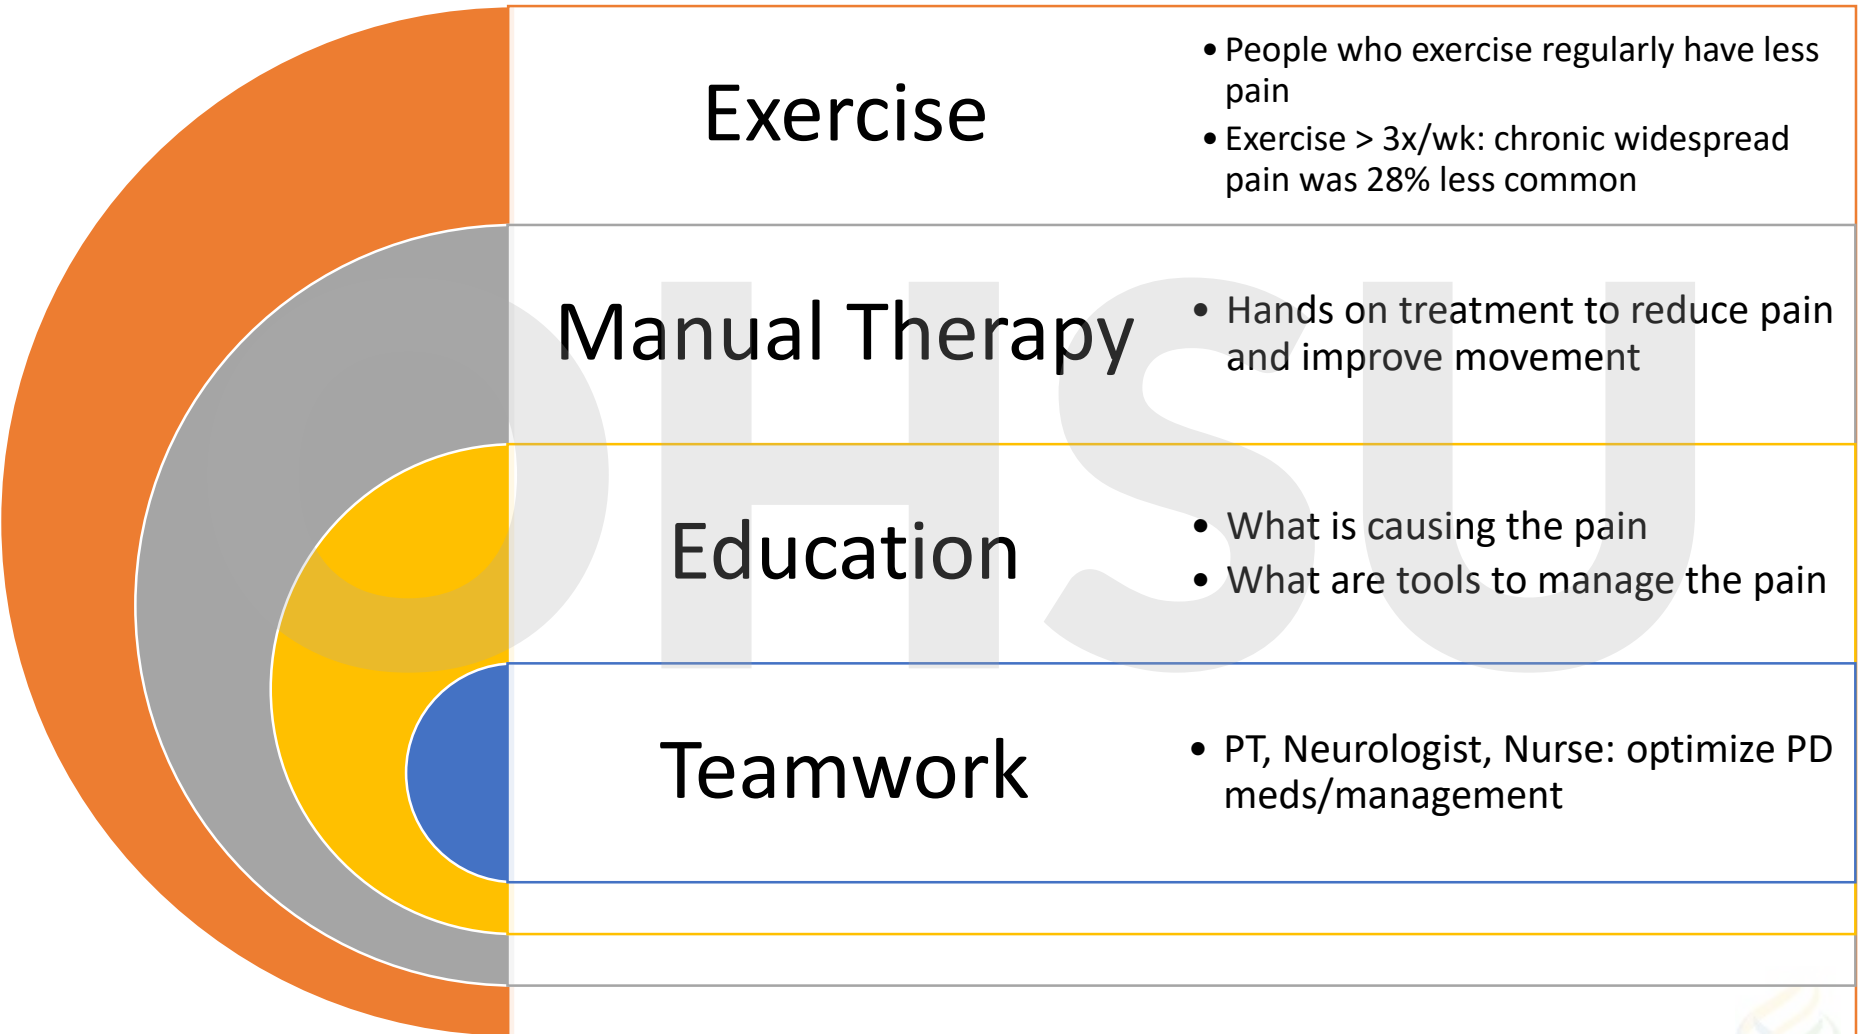 Exercise
• People who exercise regularly have less
pain
• Exercise > 3x/wk: chronic widespread
pain was 28% less common
Manual Therapy
• Hands on treatment to reduce pain
and improve movement
Education
• What is causing the pain
• What are tools to manage the pain
Teamwork
• PT, Neurologist, Nurse: optimize PD
meds/management
OHSU